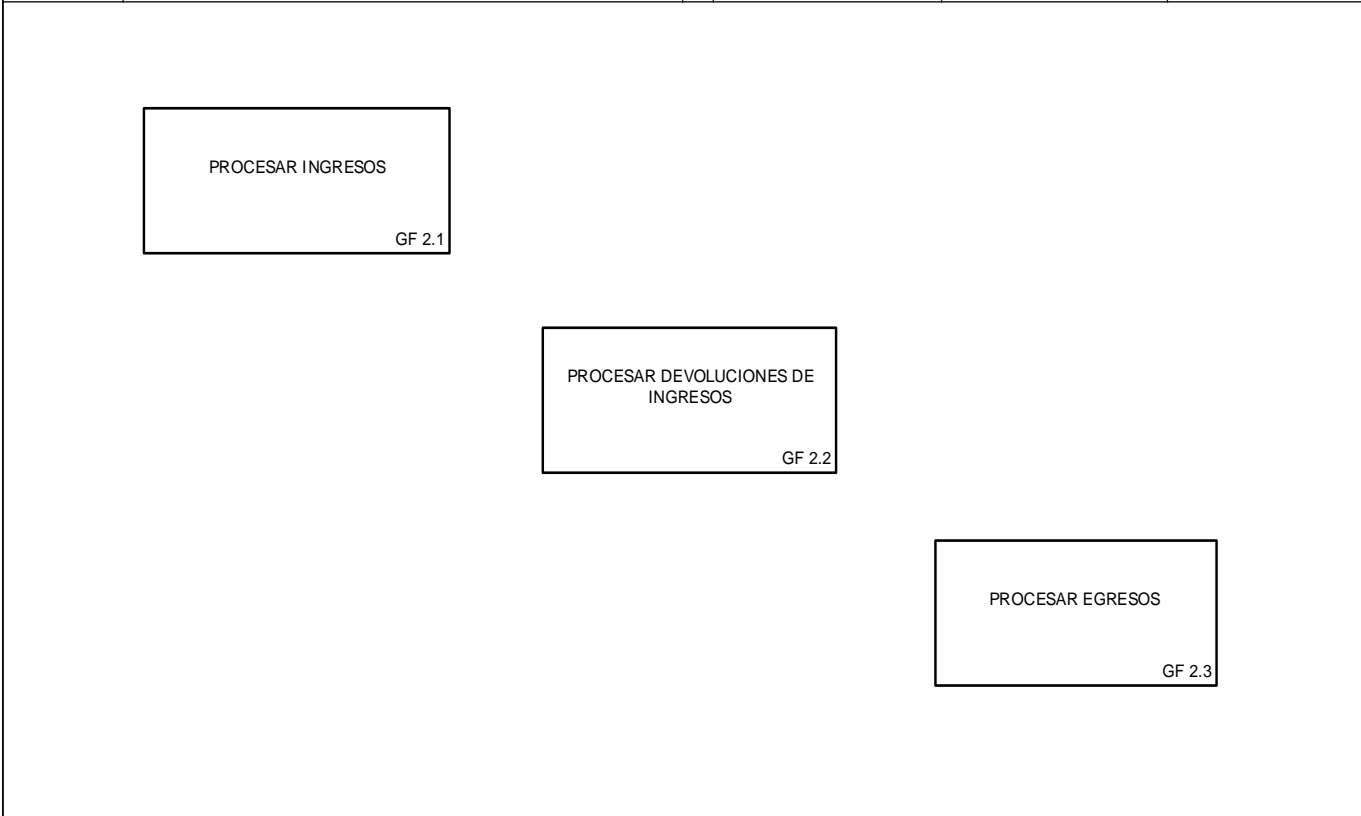 PROCESAR INGRESOS
GF 2.1
PROCESAR DEVOLUCIONES DE
INGRESOS
GF 2.2
PROCESAR EGRESOS
GF 2.3